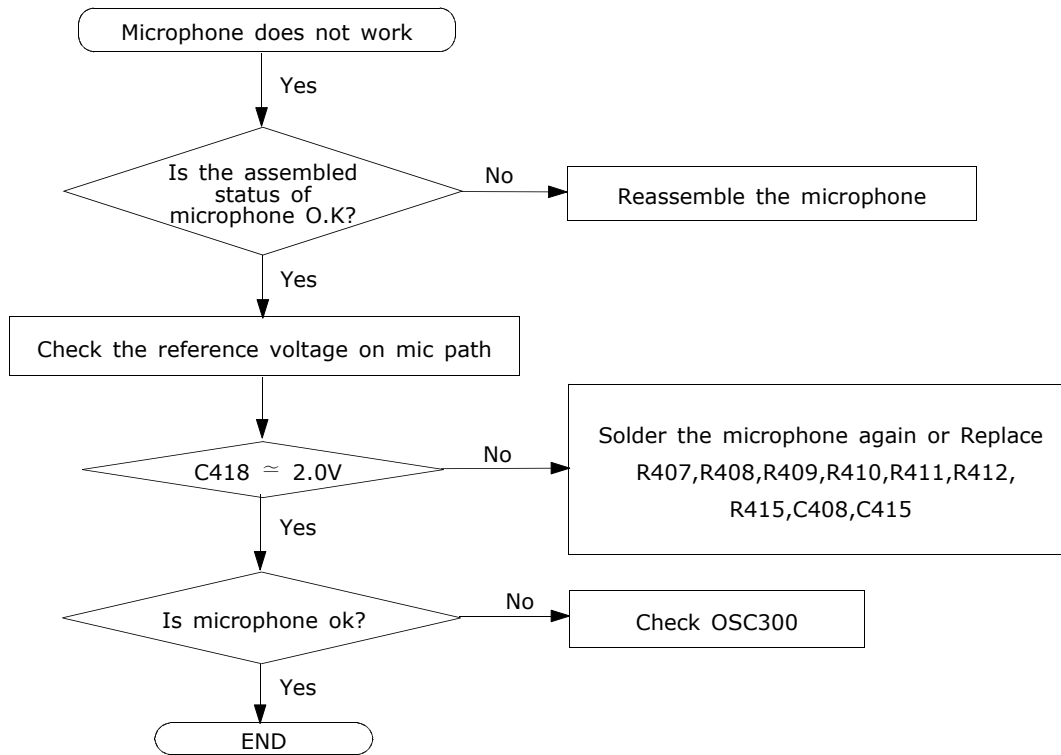 Microphone does not work
Yes
Is the assembled
status of
microphone O.K?
No
Reassemble the microphone
Yes
Check the reference voltage on mic path
C418 ≃ 2.0V
No
Solder the microphone again or Replace
R407,R408,R409,R410,R411,R412,
R415,C408,C415
Yes
Is microphone ok?
No
Check OSC300
Yes
END